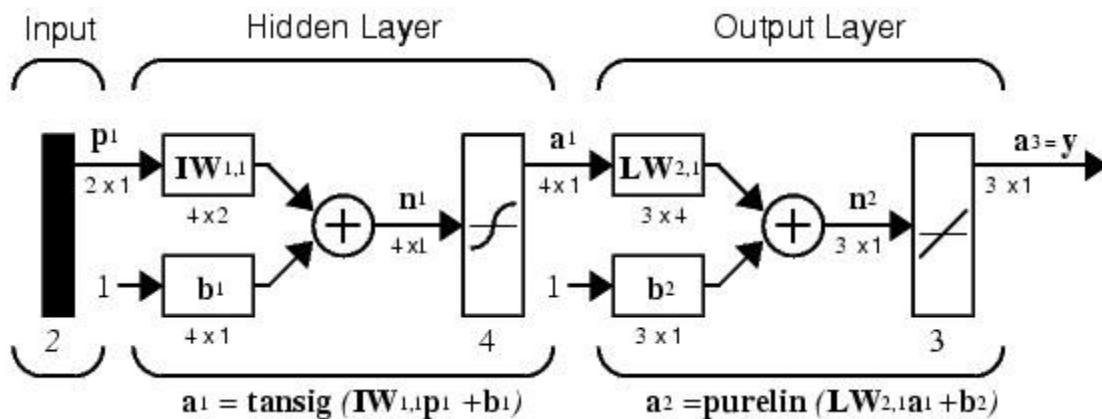 Input Hidden Layer Output Layer
p1 a1 a3 = y
IW1,1 LW2,1
2 x 1 4 x 1 3 x 1
n1 n2
4 x 2 3 x 4
4 x 1 3 x 1
1 b1 1 b2
4 x 1 3 x 1
2 4 3
a1 = tansig (IW1,1p1 +b1) a2 =purelin (LW2,1a1 +b2)